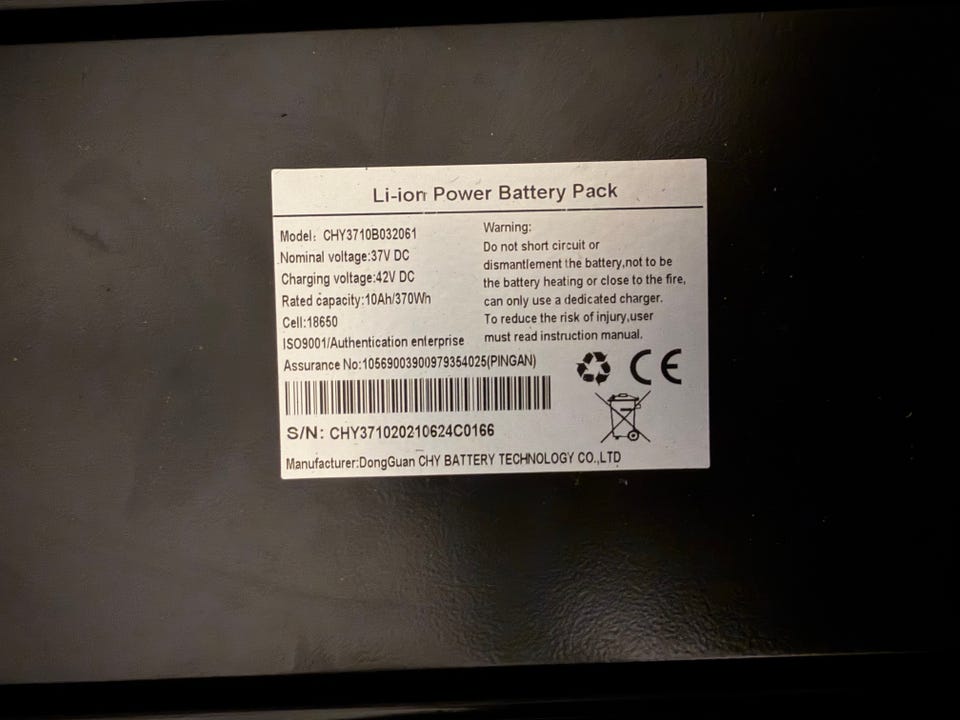 Li-ion Power Battery Pack
Model: CHY3710B032061
Nominal voltage:37V DC
Charging voltage:42V DC
Rated capacity:10Ah/370Wh
Cell:18650
ISO9001/Authentication enterprise
Assurance No:10569003900979354025(PINGAN)
Warning:
Do not short circuit or
dismantlement the battery,not to be
the battery heating or close to the fire,
can only use a dedicated charger.
To reduce the risk of injury,user
must read instruction manual.
CE
S/N: CHY371020210624C0166
Manufacturer:DongGuan CHY BATTERY TECHNOLOGY CO.,LTD